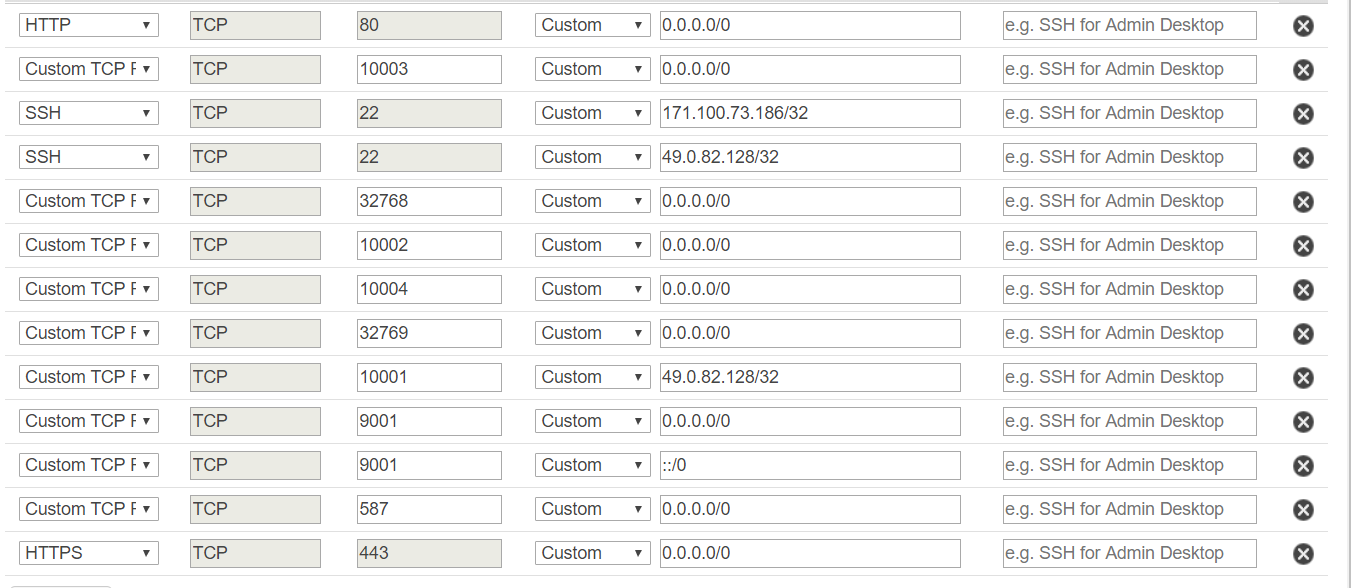 HTTP TCP 80 Custom 0.0.0.0/0 e.g. SSH for Admin Desktop
Custom TCP F TCP 10003 Custom 0.0.0.0/0 e.g. SSH for Admin Desktop
SSH TCP 22 Custom 171.100.73.186/32 e.g. SSH for Admin Desktop
SSH TCP 22 Custom 49.0.82.128/32 e.g. SSH for Admin Desktop
Custom TCP F TCP 32768 Custom 0.0.0.0/0 e.g. SSH for Admin Desktop
Custom TCP F TCP 10002 Custom 0.0.0.0/0 e.g. SSH for Admin Desktop
Custom TCP F TCP 10004 Custom 0.0.0.0/0 e.g. SSH for Admin Desktop
Custom TCP F TCP 32769 Custom 0.0.0.0/0 e.g. SSH for Admin Desktop
Custom TCP F TCP 10001 Custom 49.0.82.128/32 e.g. SSH for Admin Desktop
Custom TCP F TCP 9001 Custom 0.0.0.0/0 e.g. SSH for Admin Desktop
Custom TCP F TCP 9001 Custom ::/0 e.g. SSH for Admin Desktop
Custom TCP F TCP 587 Custom 0.0.0.0/0 e.g. SSH for Admin Desktop
HTTPS TCP 443 Custom 0.0.0.0/0 e.g. SSH for Admin Desktop